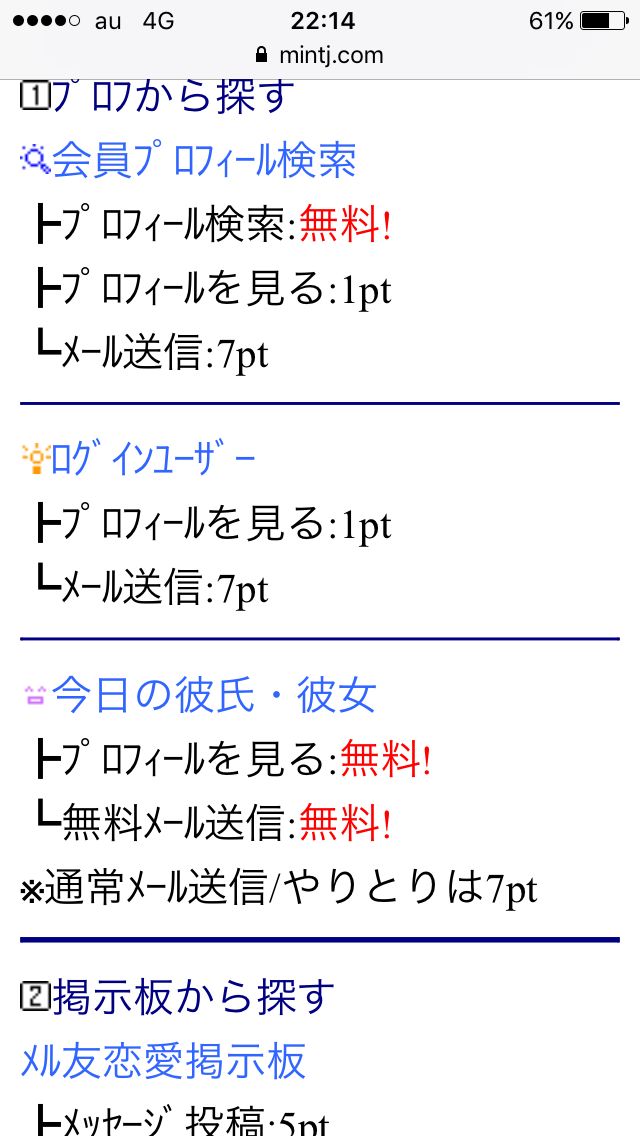 au 4G 22:14 61%
mintj.com
1ﾌﾟﾛﾌから探す
会員ﾌﾟﾛﾌｨｰﾙ検索
┣ﾌﾟﾛﾌｨｰﾙ検索:無料!
┣ﾌﾟﾛﾌｨｰﾙを見る:1pt
┗ﾒｰﾙ送信:7pt
ﾛｸﾞｲﾝﾕｰｻﾞｰ
┣ﾌﾟﾛﾌｨｰﾙを見る:1pt
┗ﾒｰﾙ送信:7pt
今日の彼氏・彼女
┣ﾌﾟﾛﾌｨｰﾙを見る:無料!
┗無料ﾒｰﾙ送信:無料!
※通常ﾒｰﾙ送信/やりとりは7pt
2掲示板から探す
ﾒﾙ友恋愛掲示板
┣ﾒｯｾｰｼﾞ投稿:5pt